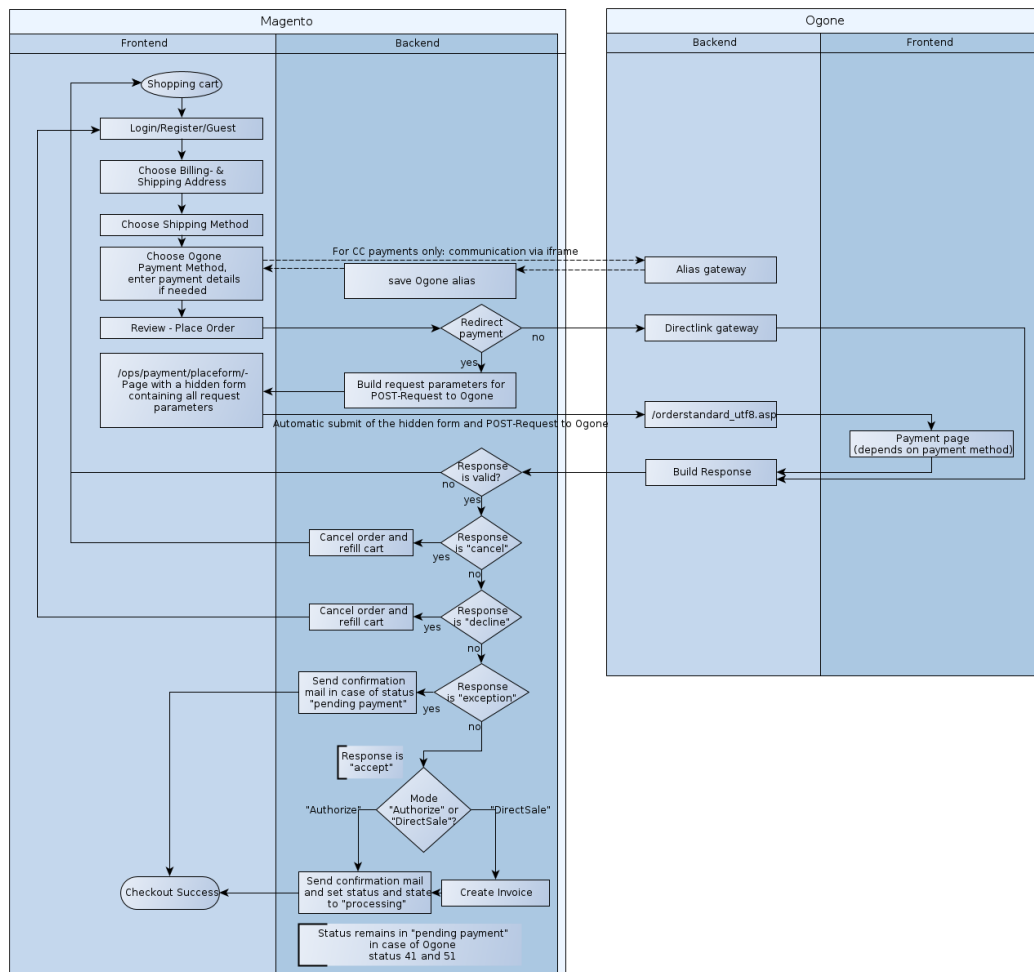 Magento
Ogone
Frontend
Backend
Backend
Frontend
Shopping cart
Login/Register/Guest
Choose Billing- &
Shipping Address
Choose Shipping Method
For CC payments only: communication via iframe
Choose Ogone
Payment Method,
enter payment details
if needed
save Ogone alias
Alias gateway
Review - Place Order
Redirect
payment
no
yes
Directlink gateway
/ops/payment/placeform/-
Page with a hidden form
containing all request
parameters
Build request parameters for
POST-Request to Ogone
Automatic submit of the hidden form and POST-Request to Ogone
/orderstandard_utf8.asp
Payment page
(depends on payment method)
Build Response
Response
is valid?
no
yes
Cancel order and
refill cart
Response
is "cancel"
yes
no
Cancel order and
refill cart
Response
is "decline"
yes
no
Send confirmation
mail in case of status
"pending payment"
Response
is "exception"
yes
no
Response is
"accept"
Mode
"Authorize" or
"DirectSale"?
"Authorize"
"DirectSale"
Checkout Success
Send confirmation mail
and set status and state
to "processing"
Create Invoice
Status remains in "pending payment"
in case of Ogone
status 41 and 51